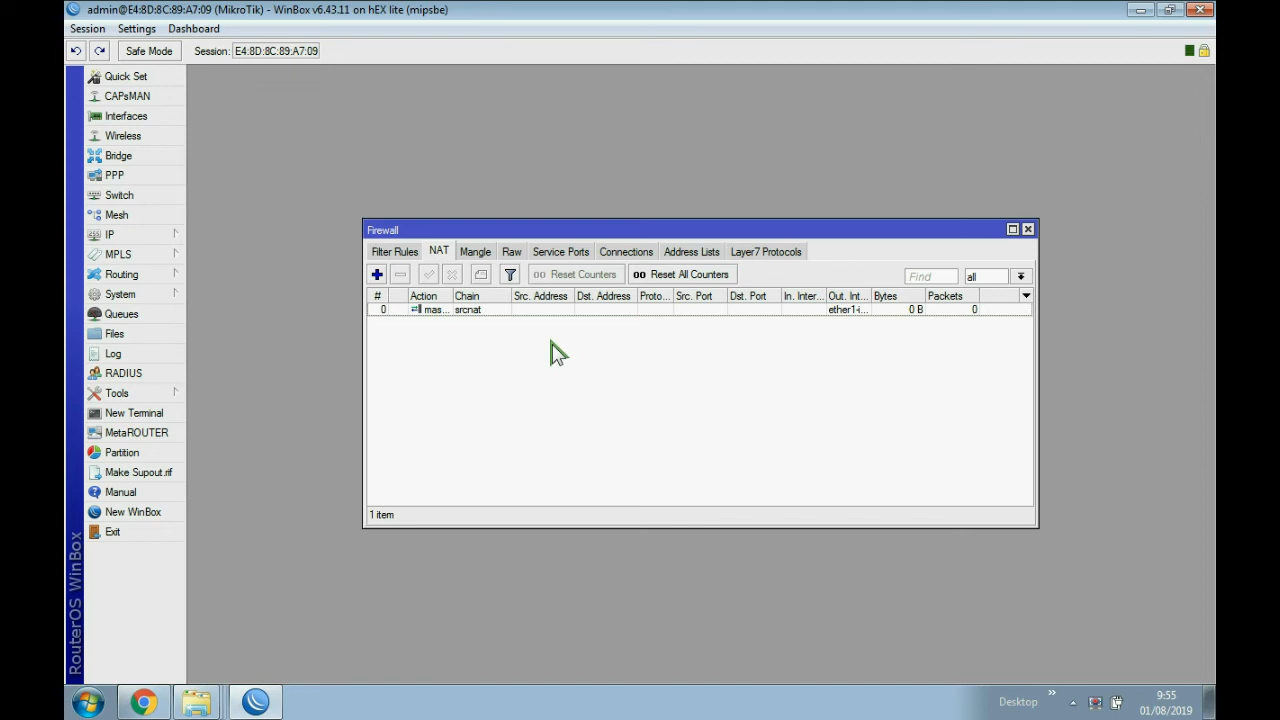 admin@E4:8D:8C:89:A7:09 (MikroTik) - WinBox v6.43.11 on hEX lite (mipsbe)
Session Settings Dashboard
Safe Mode Session: E4:8D:8C:89:A7:09
Quick Set
CAPsMAN
Interfaces
Wireless
Bridge
PPP
Switch
Mesh
IP
MPLS
Routing
System
Queues
Files
Log
RADIUS
Tools
New Terminal
MetaROUTER
Partition
Make Supout.rif
Manual
New WinBox
Exit
RouterOS WinBox
Firewall
Filter Rules NAT Mangle Raw Service Ports Connections Address Lists Layer7 Protocols
00 Reset Counters 00 Reset All Counters Find all
# Action Chain Src. Address Dst. Address Proto... Src. Port Dst. Port In. Inter... Out. Int... Bytes Packets
0 mas... srcnat ether1-i... 0 B 0
1 item
Desktop » 9:55
01/08/2019